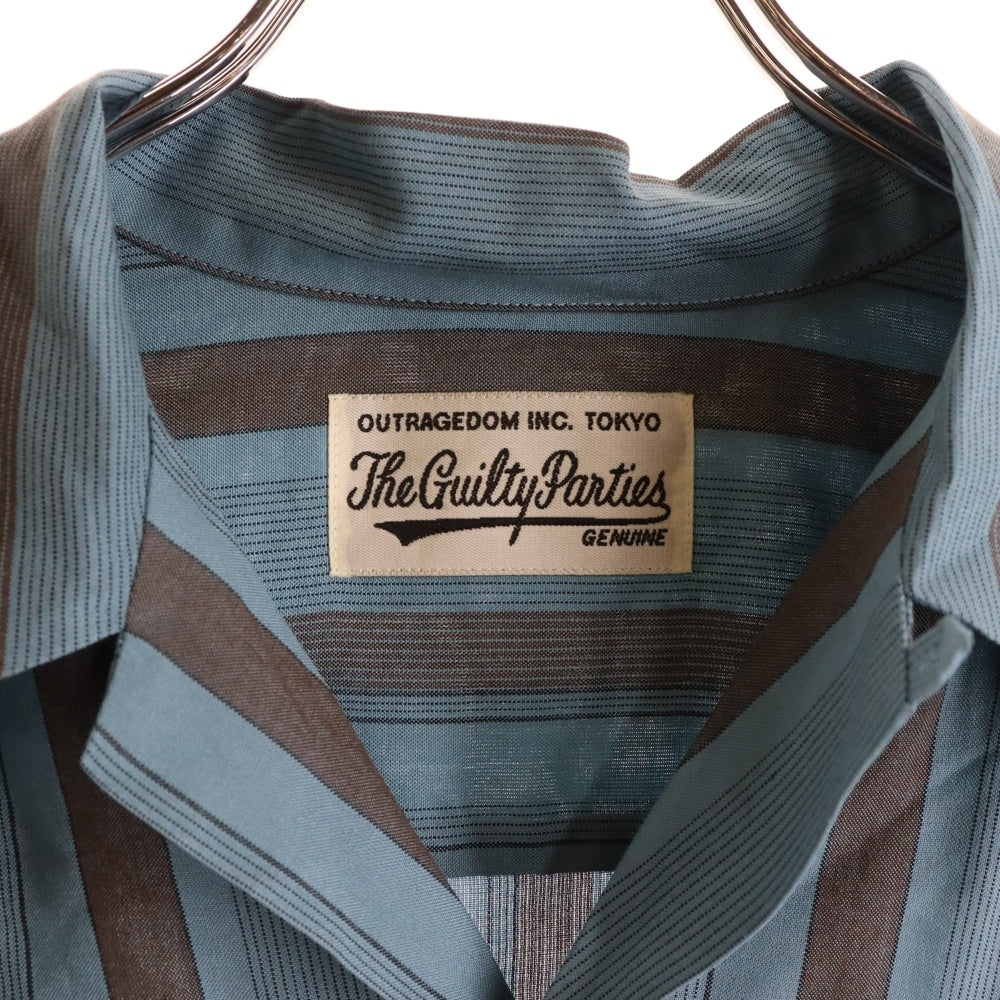 OUTRAGEDOM INC. TOKYO
The Guilty Parties
GENUINE